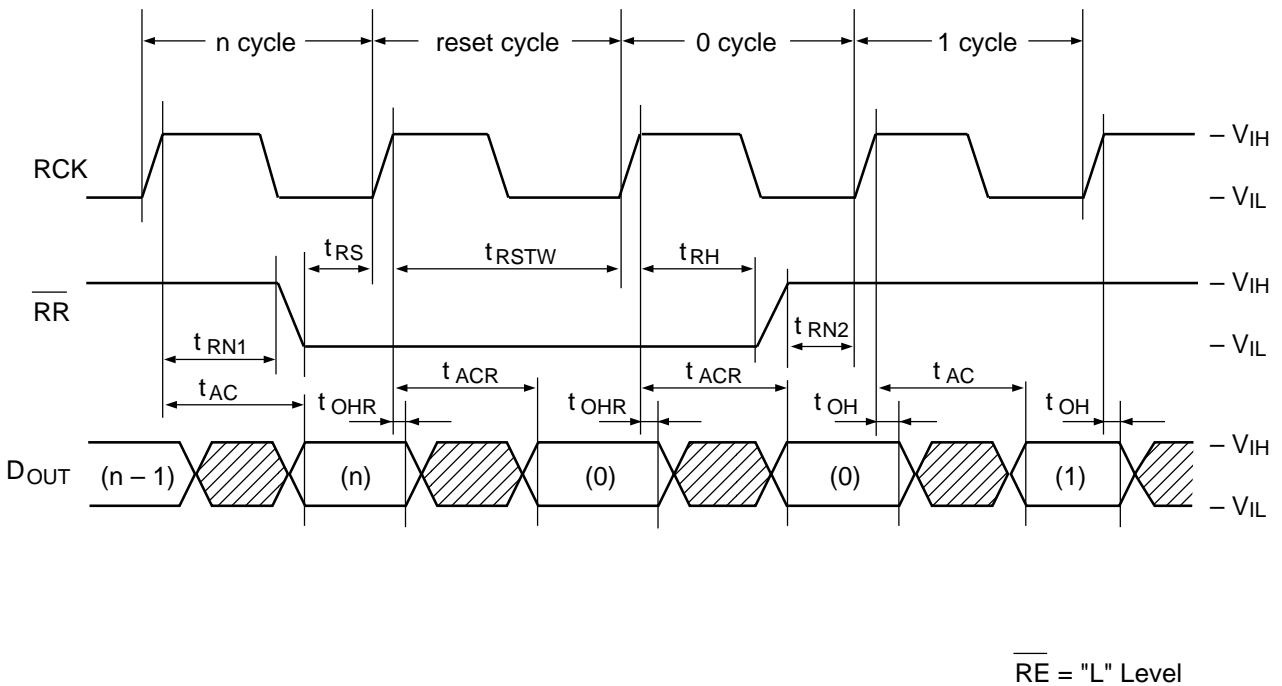 n cycle reset cycle 0 cycle 1 cycle
RCK – VIH
– VIL
tRS tRSTW tRH
RR – VIH
tRN1 tRN2 – VIL
tAC tOHR tACR tOHR tACR tOH tAC tOH
DOUT (n – 1) (n) (0) (0) (1) – VIH
– VIL
RE = "L" Level